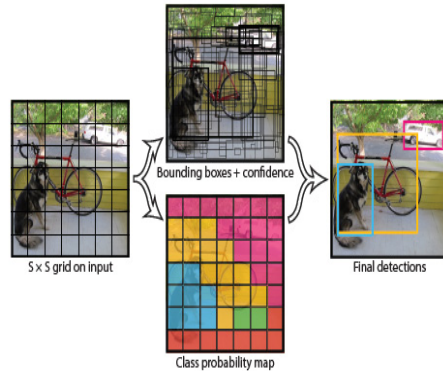 Bounding boxes + confidence
S × S grid on input
Final detections
Class probability map